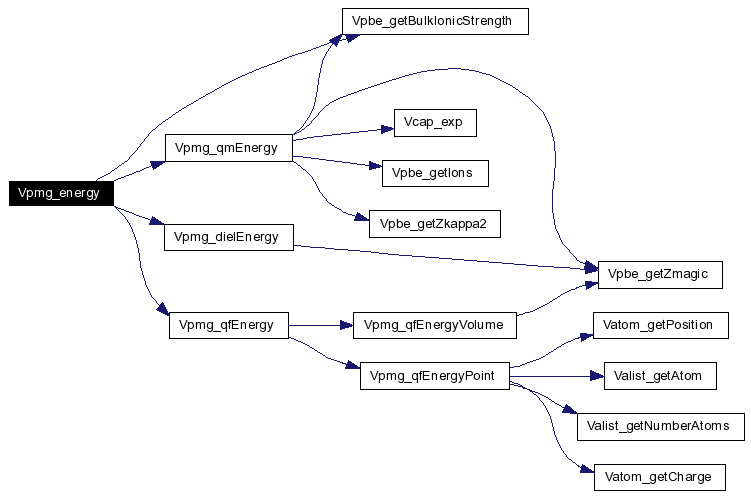 Vpbe_getBulkIonicStrength
Vcap_exp
Vpmg_qmEnergy
Vpbe_getIons
Vpmg_energy
Vpbe_getZkappa2
Vpmg_dielEnergy
Vpbe_getZmagic
Vpmg_qfEnergy
Vpmg_qfEnergyVolume
Vatom_getPosition
Vpmg_qfEnergyPoint
Valist_getAtom
Valist_getNumberAtoms
Vatom_getCharge